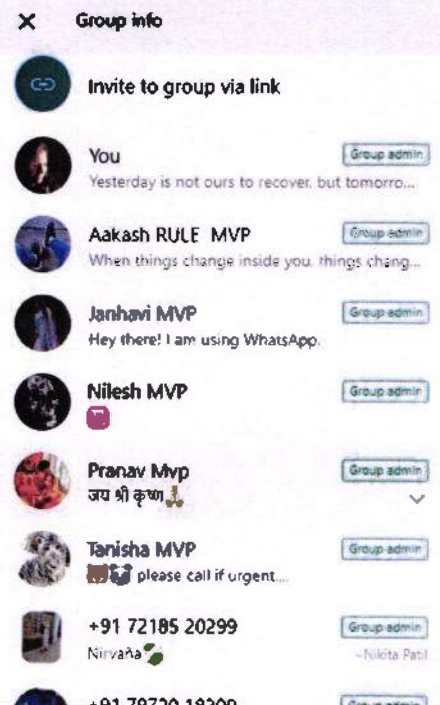 × Group info
Invite to group via link
You Group admin
Yesterday is not ours to recover, but tomorro...
Aakash RULE MVP Group admin
When things change inside you, things chang...
Janhavi MVP Group admin
Hey there! I am using WhatsApp.
Nilesh MVP Group admin
Pranav Mvp Group admin
जय श्री कृष्ण🙏
Tanisha MVP Group admin
🐻🐼 please call if urgent....
+91 72185 20299 Group admin
Nirvaña🌿 ~Nikita Patil
Group admin